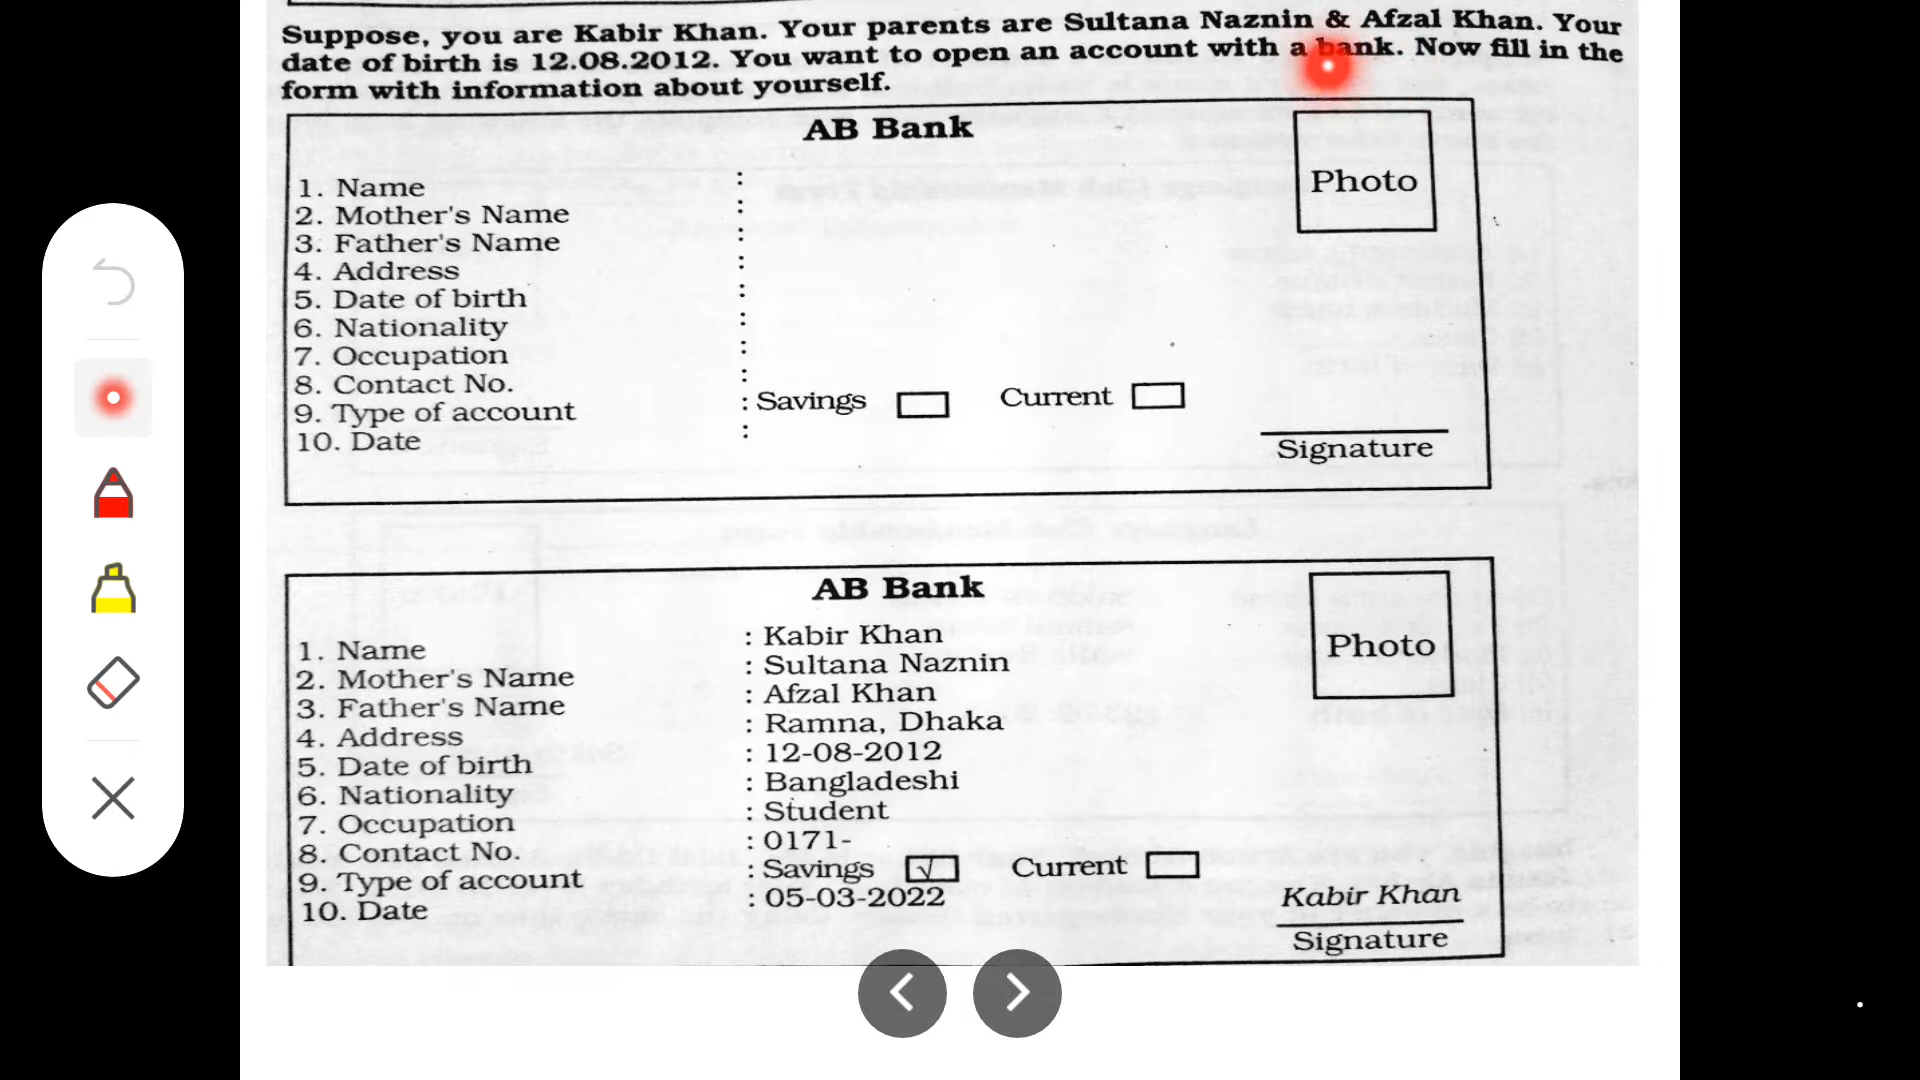 Suppose, you are Kabir Khan. Your parents are Sultana Naznin & Afzal Khan. Your
date of birth is 12.08.2012. You want to open an account with a bank. Now fill in the
form with information about yourself.
AB Bank
Photo
1. Name :
2. Mother's Name :
3. Father's Name :
4. Address :
5. Date of birth :
6. Nationality :
7. Occupation :
8. Contact No. :
9. Type of account : Savings Current
10. Date :
Signature
AB Bank
Photo
1. Name : Kabir Khan
2. Mother's Name : Sultana Naznin
3. Father's Name : Afzal Khan
4. Address : Ramna, Dhaka
5. Date of birth : 12-08-2012
6. Nationality : Bangladeshi
7. Occupation : Student
8. Contact No. : 0171-
9. Type of account : Savings √ Current
10. Date : 05-03-2022
Kabir Khan
Signature